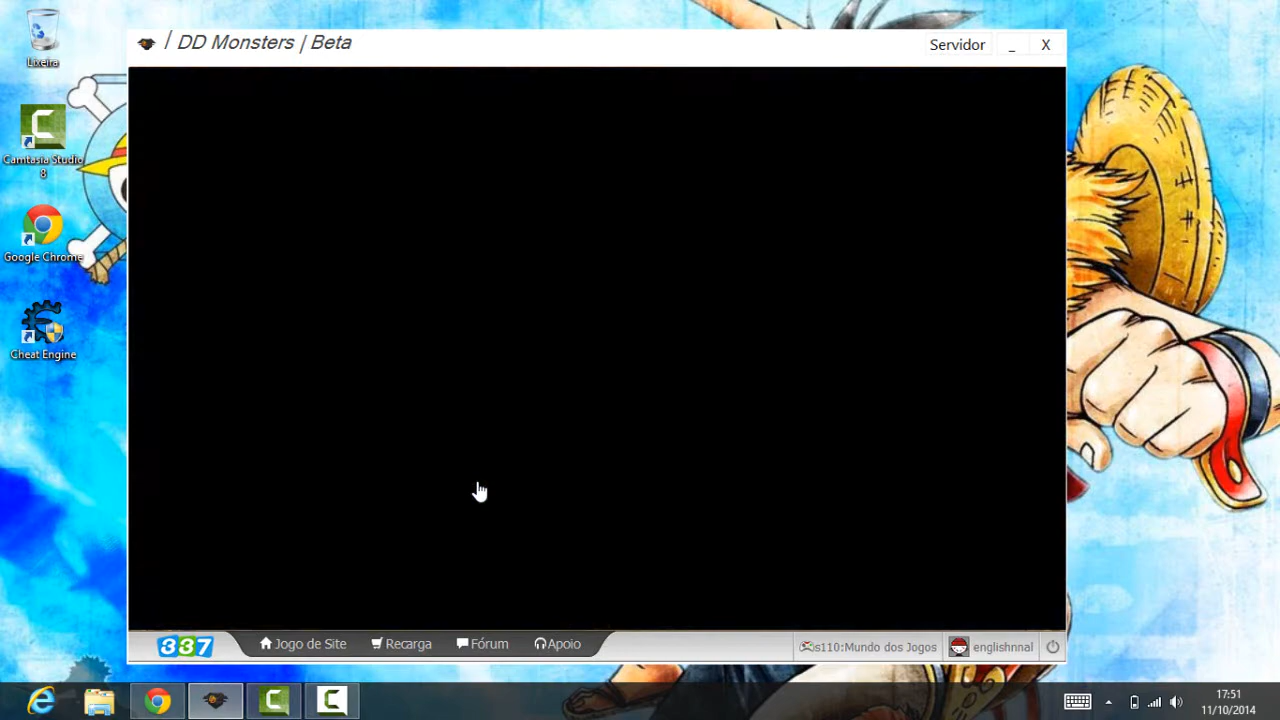 Lixeira
Camtasia Studio
8
Google Chrome
Cheat Engine
/ DD Monsters | Beta
Servidor _ X
337 Jogo de Site Recarga Fórum Apoio s110:Mundo dos Jogos englishnnal
17:51
11/10/2014